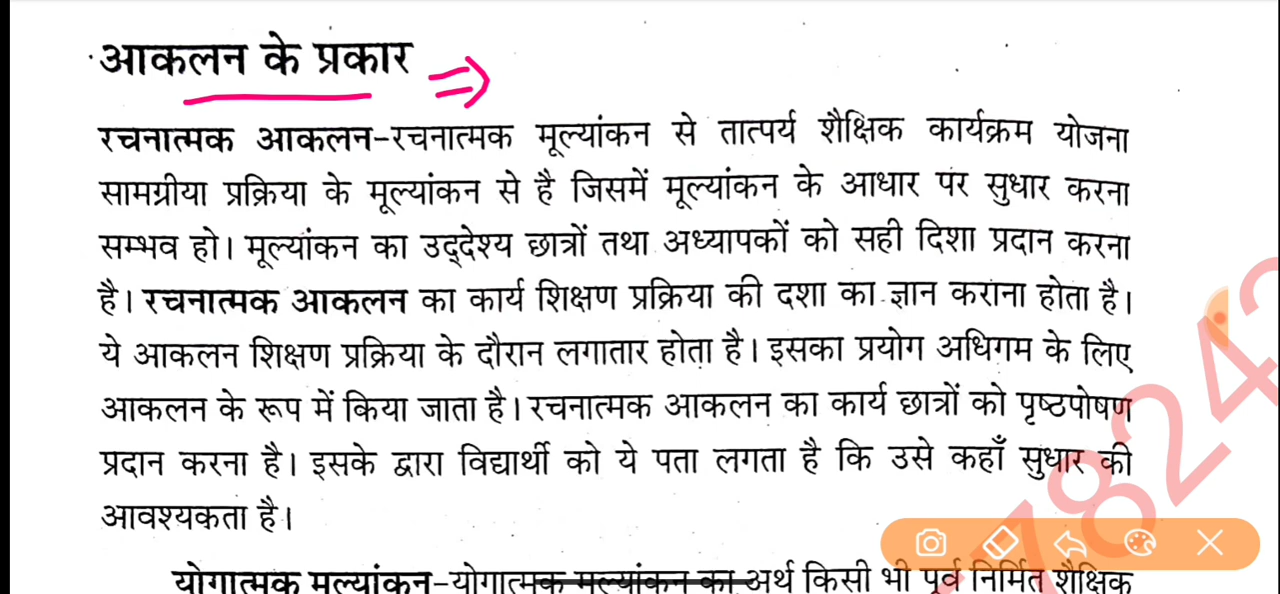 आकलन के प्रकार
रचनात्मक आकलन-रचनात्मक मूल्यांकन से तात्पर्य शैक्षिक कार्यक्रम योजना
सामग्रीया प्रक्रिया के मूल्यांकन से है जिसमें मूल्यांकन के आधार पर सुधार करना
सम्भव हो। मूल्यांकन का उद्देश्य छात्रों तथा अध्यापकों को सही दिशा प्रदान करना
है। रचनात्मक आकलन का कार्य शिक्षण प्रक्रिया की दशा का ज्ञान कराना होता है।
ये आकलन शिक्षण प्रक्रिया के दौरान लगातार होता है। इसका प्रयोग अधिगम के लिए
आकलन के रूप में किया जाता है। रचनात्मक आकलन का कार्य छात्रों को पृष्ठपोषण
प्रदान करना है। इसके द्वारा विद्यार्थी को ये पता लगता है कि उसे कहाँ सुधार की
आवश्यकता है।
योगात्मक मूल्यांकन-योगात्मक मूल्यांकन का अर्थ किसी भी पूर्व निर्मित शैक्षिक
7824